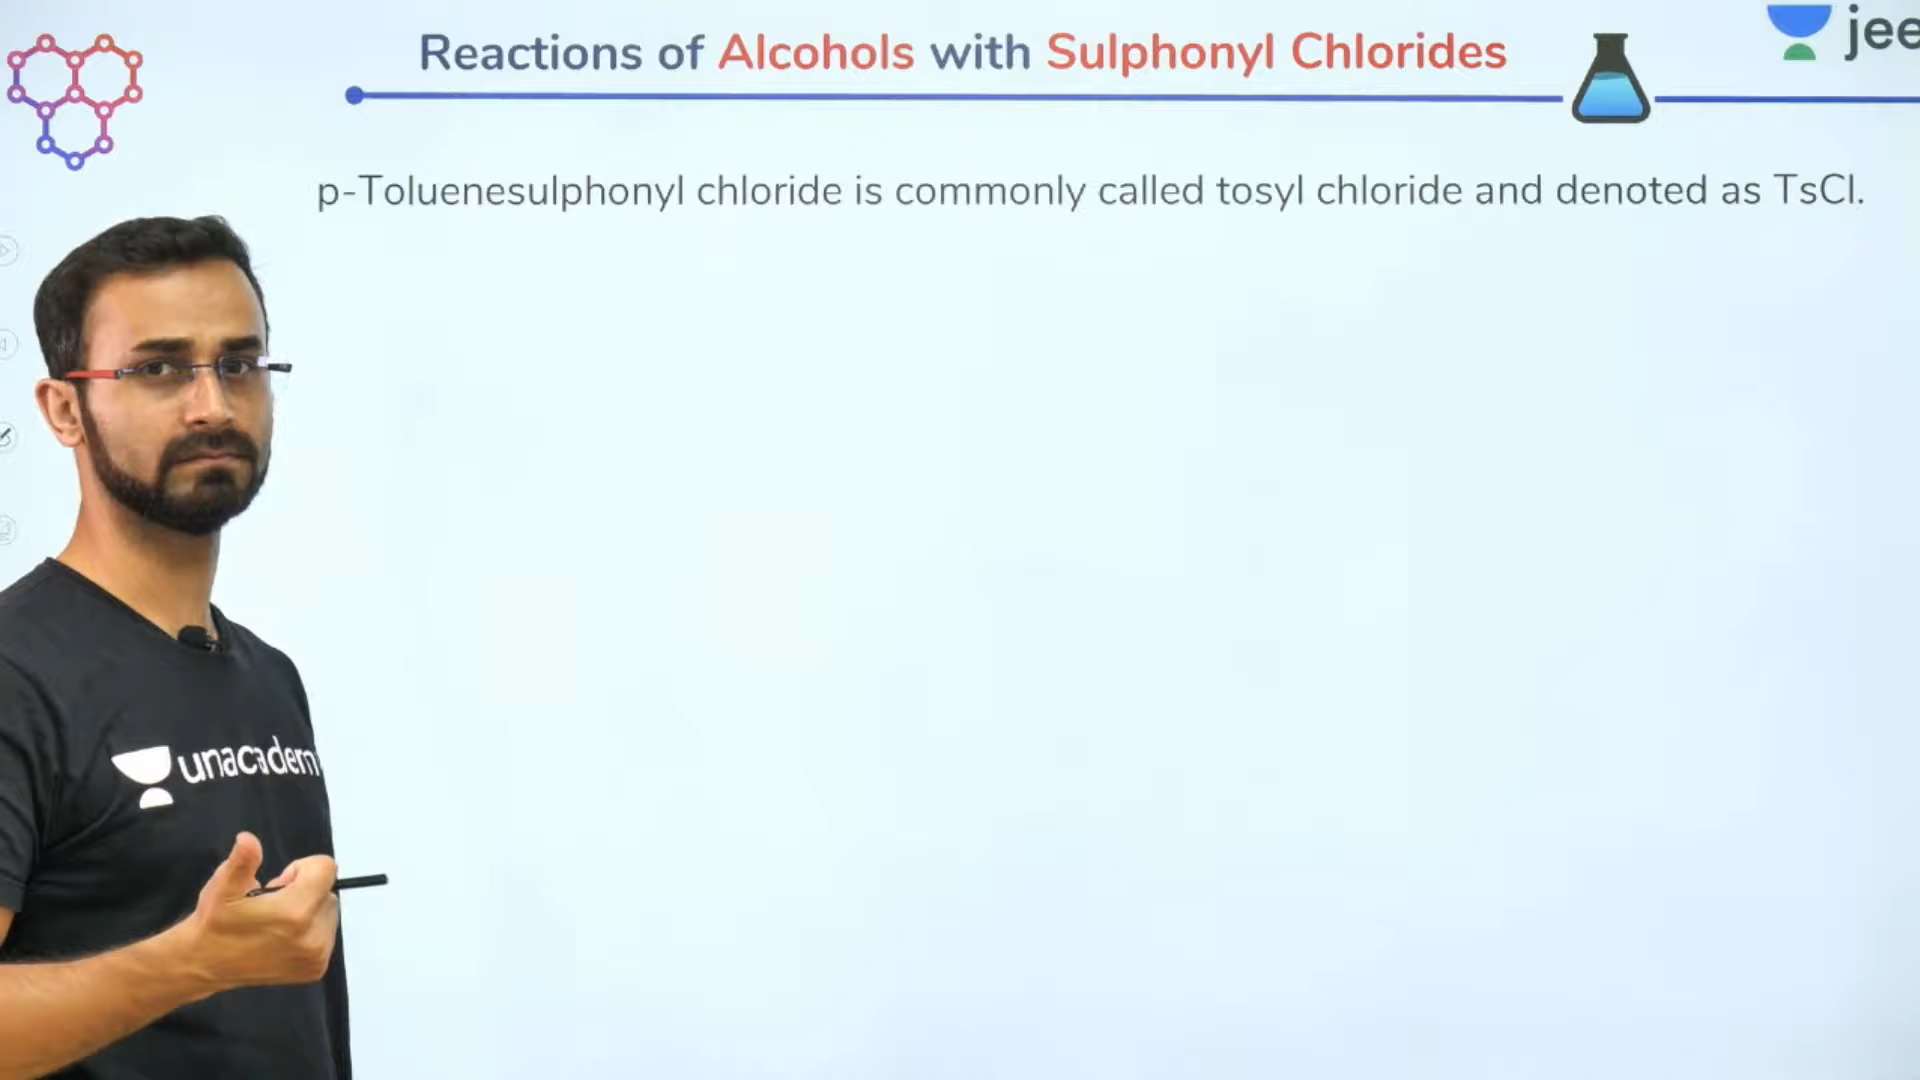 Reactions of Alcohols with Sulphonyl Chlorides
jee
p-Toluenesulphonyl chloride is commonly called tosyl chloride and denoted as TsCl.
unacadem